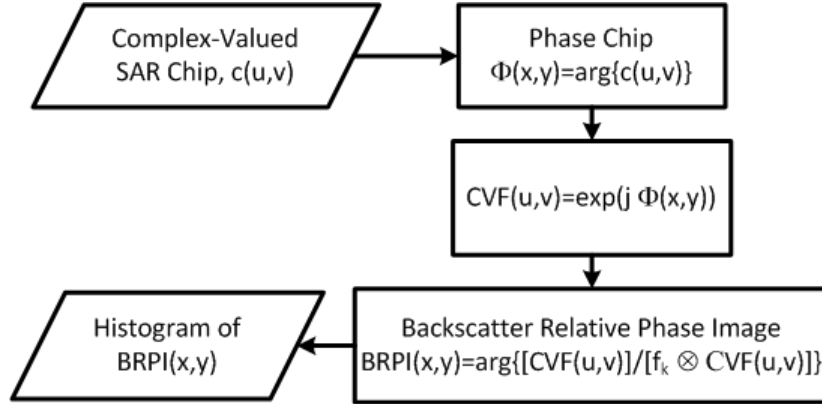 Complex-Valued
SAR Chip, c(u,v)
Phase Chip
Φ(x,y)=arg{c(u,v)}
CVF(u,v)=exp(j Φ(x,y))
Backscatter Relative Phase Image
BRPI(x,y)=arg{[CVF(u,v)]/[fₖ ⊗ CVF(u,v)]}
Histogram of
BRPI(x,y)